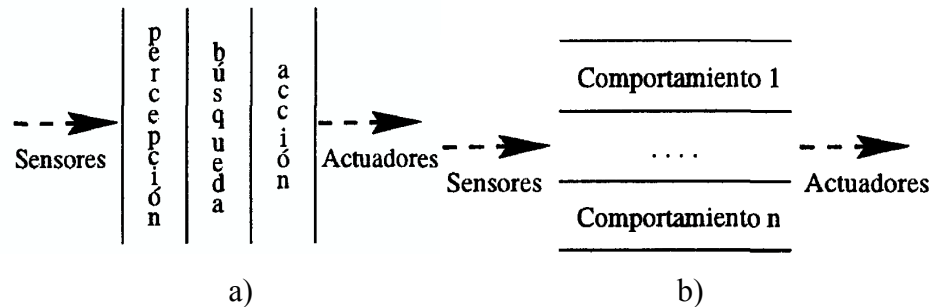 Sensores
percepción
búsqueda
acción
Actuadores
a)
Sensores
Comportamiento 1
. . . .
Comportamiento n
Actuadores
b)